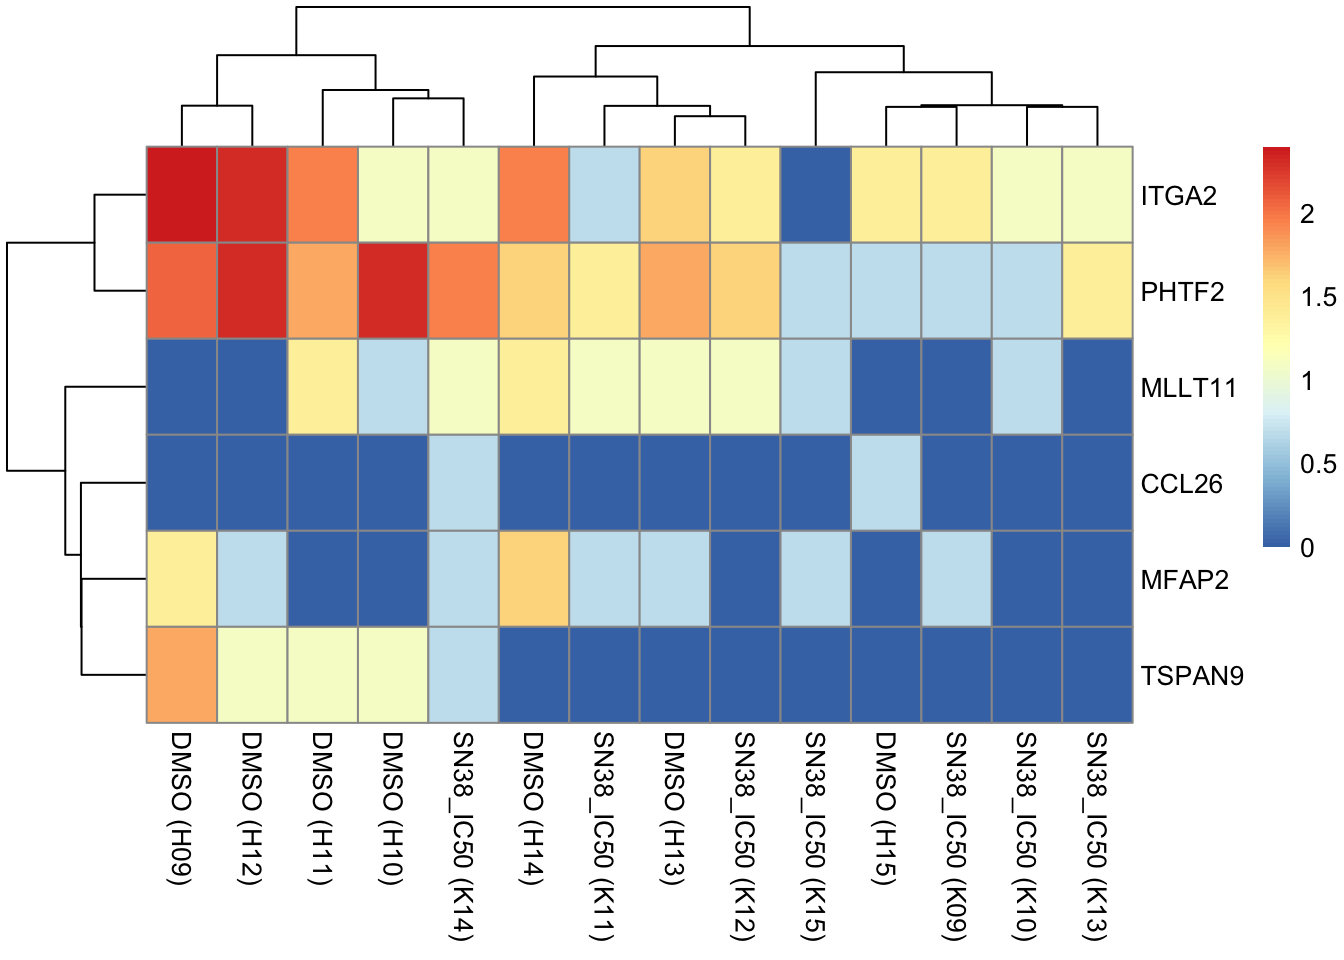 ITGA2
PHTF2
MLLT11
CCL26
MFAP2
TSPAN9
2
1.5
1
0.5
0
DMSO (H09)
DMSO (H12)
DMSO (H11)
DMSO (H10)
SN38_IC50 (K14)
DMSO (H14)
SN38_IC50 (K11)
DMSO (H13)
SN38_IC50 (K12)
SN38_IC50 (K15)
DMSO (H15)
SN38_IC50 (K09)
SN38_IC50 (K10)
SN38_IC50 (K13)